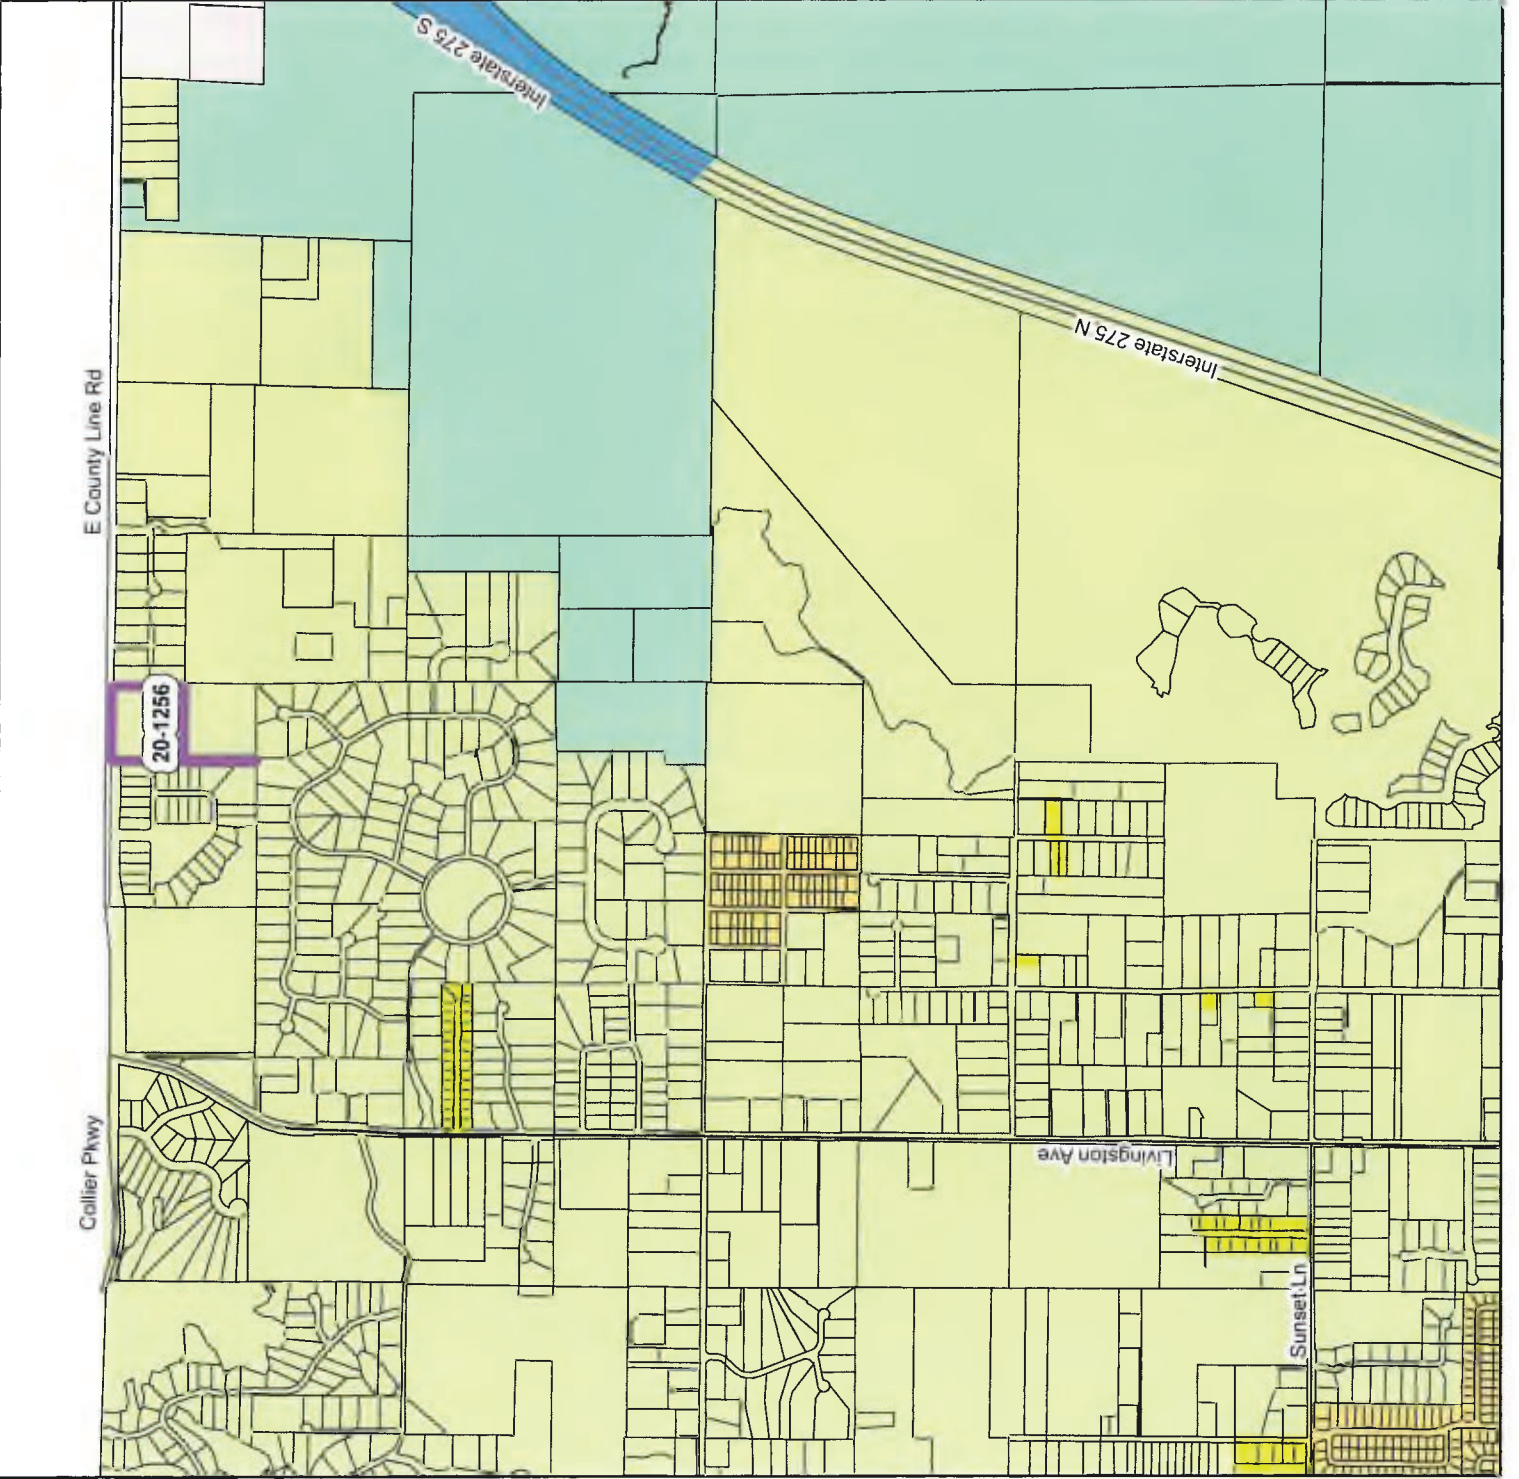 Interstate 275 S
Interstate 275 N
E County Line Rd
20-1256
Collier Pkwy
Livingston Ave
Sunset Ln